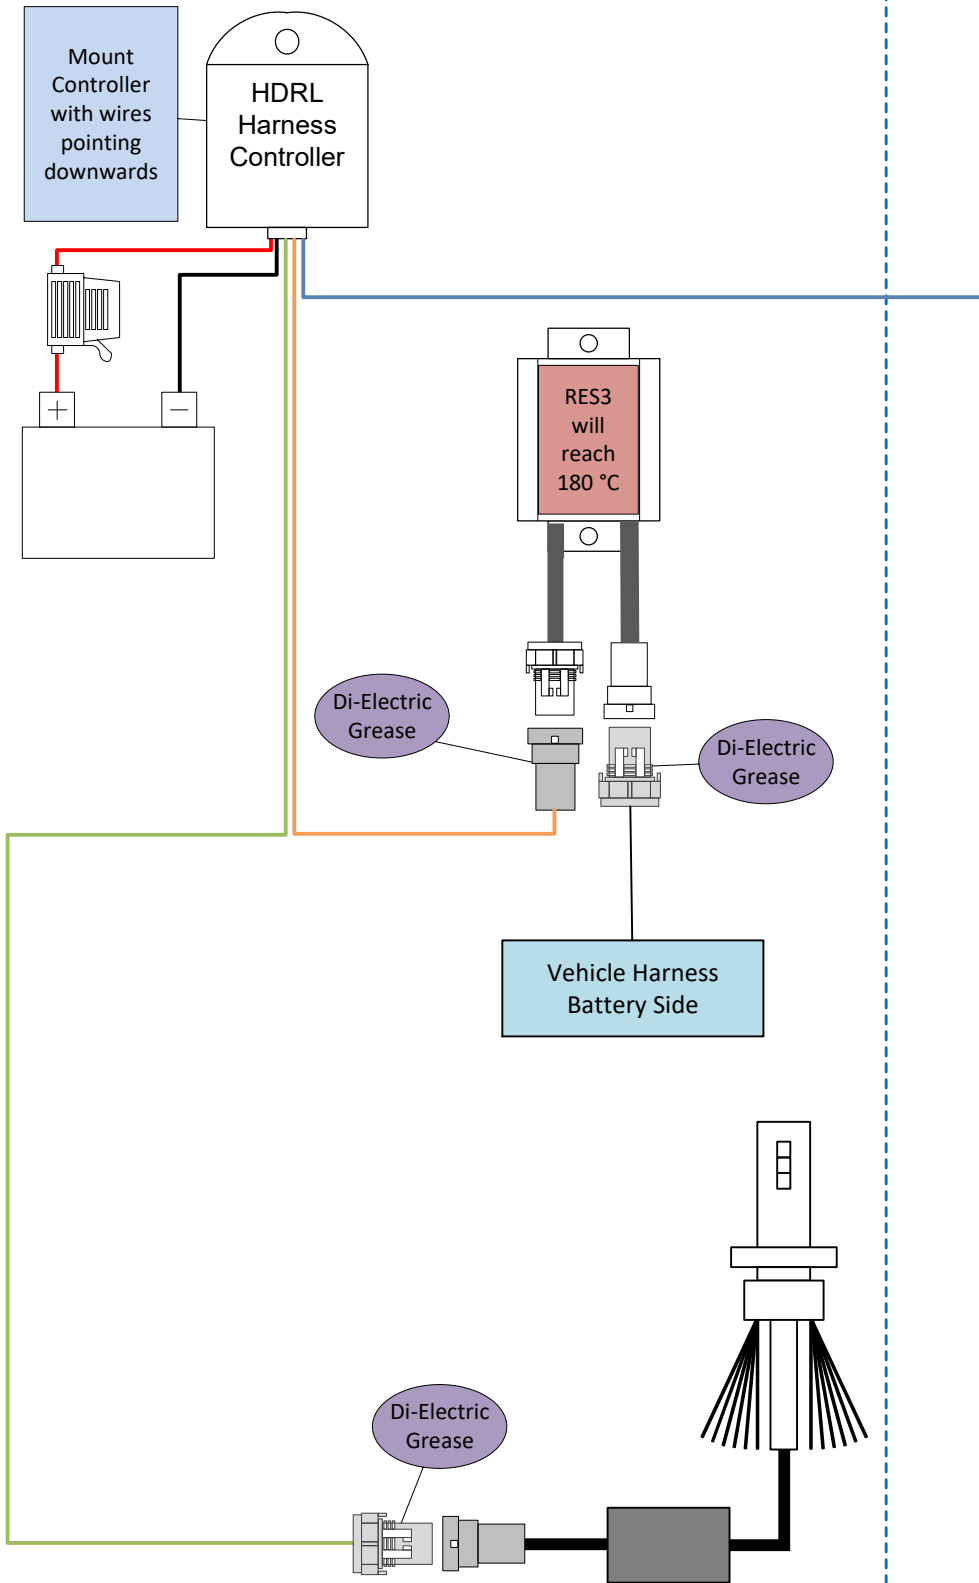 Mount
Controller
with wires
pointing
downwards
HDRL
Harness
Controller
+
−
RES3
will
reach
180 °C
Di-Electric
Grease
Di-Electric
Grease
Vehicle Harness
Battery Side
Di-Electric
Grease